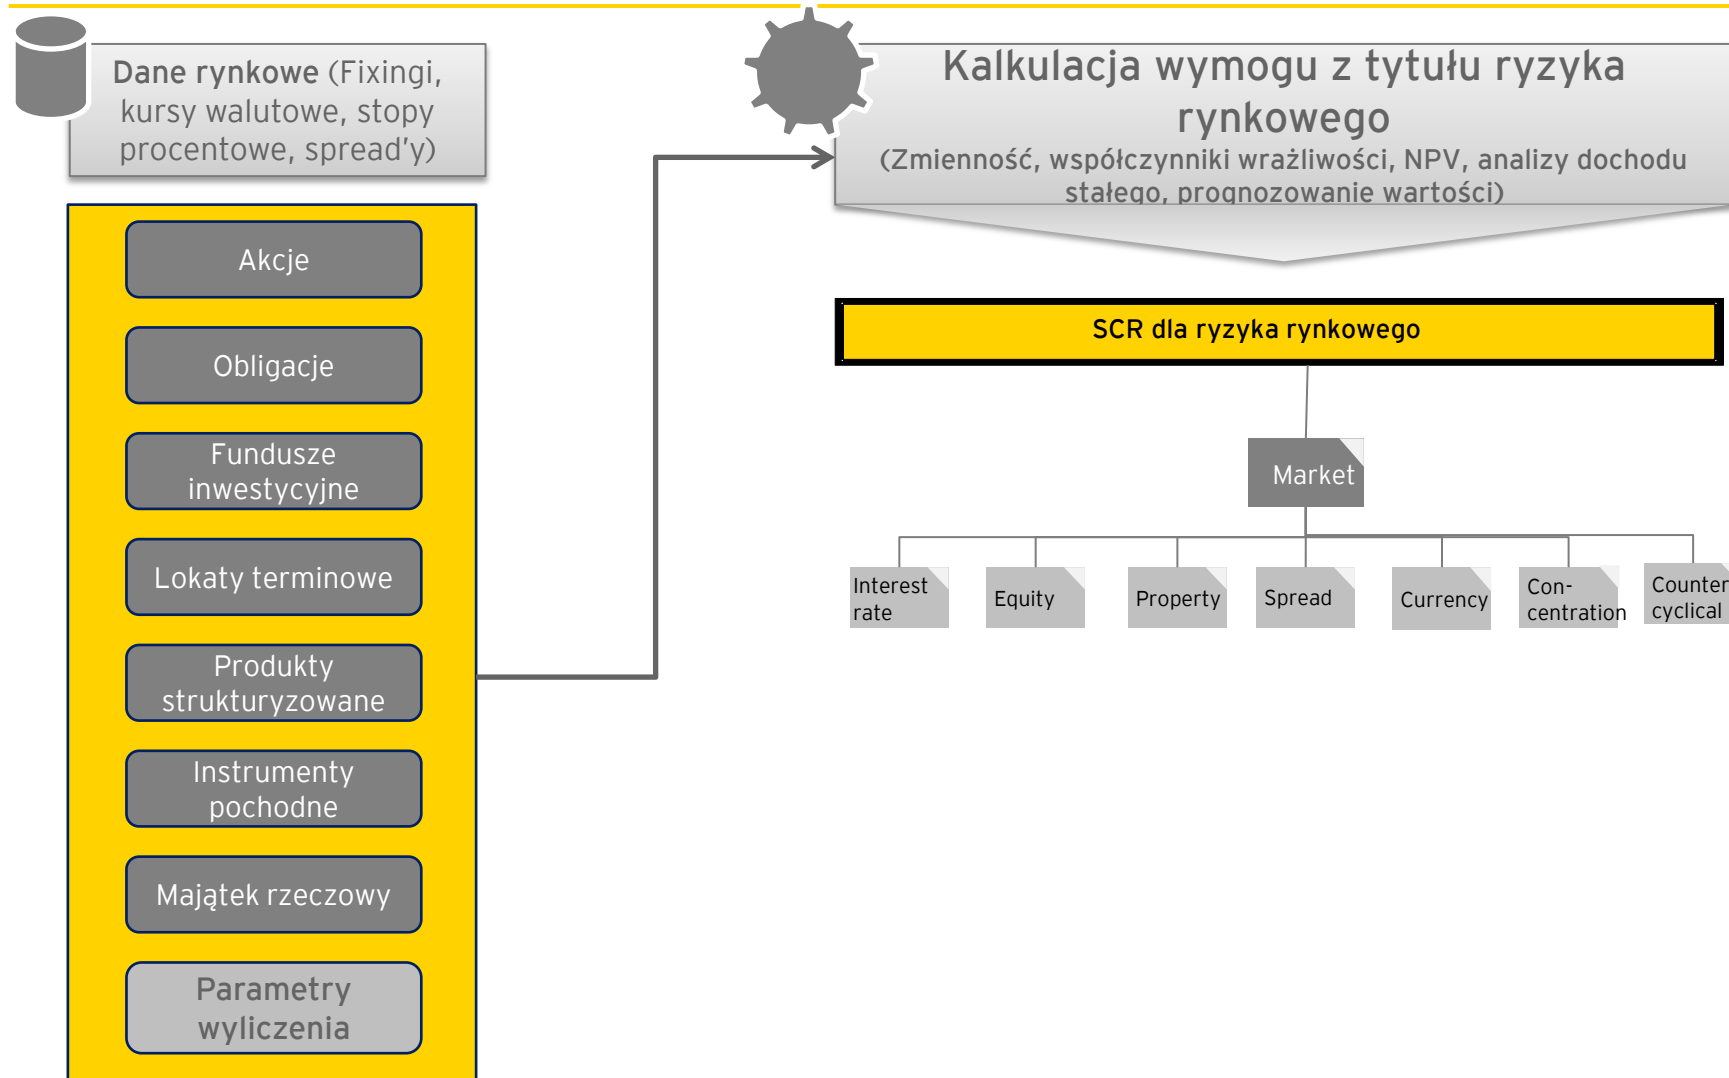 Dane rynkowe (Fixingi,
kursy walutowe, stopy
procentowe, spread'y)
Akcje
Obligacje
Fundusze
inwestycyjne
Lokaty terminowe
Produkty
strukturyzowane
Instrumenty
pochodne
Majątek rzeczowy
Parametry
wyliczenia
Kalkulacja wymogu z tytułu ryzyka
rynkowego
(Zmienność, współczynniki wrażliwości, NPV, analizy dochodu
stałego, prognozowanie wartości)
SCR dla ryzyka rynkowego
Market
Interest
rate
Equity
Property
Spread
Currency
Con-
centration
Counter
cyclical